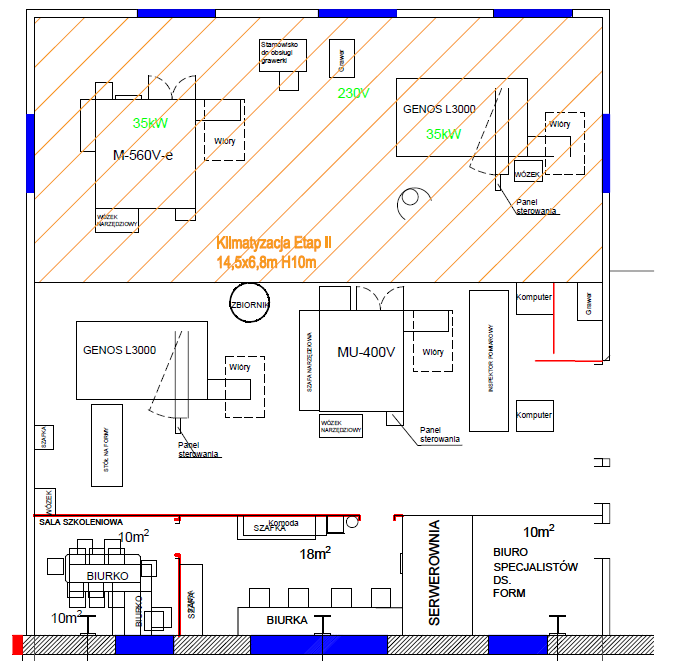 Stamowisko
do obsługi
grawerki
Grawer
230V
35kW
M-560V-e
Wióry
GENOS L3000
35kW
Wióry
WÓZEK
Panel
sterowania
WÓZEK
NARZĘDZIOWY
Klimatyzacja Etap II
14,5x6,8m H10m
ZBIORNIK
Komputer
Grawer
GENOS L3000
Wióry
SZAFA NARZĘDZIOWA
MU-400V
Wióry
INSPEKTOR POMIAROWY
Komputer
WÓZEK
NARZĘDZIOWY
Panel
sterowania
SZAFKA
STÓŁ NA FORMY
Panel
sterowania
WÓZEK
SALA SZKOLENIOWA
10m²
Komoda
SZAFKA
18m²
SERWEROWNIA
10m²
BIURO
SPECJALISTÓW
DS.
FORM
BIURKO
BIURKO
10m²
SZAFKA
BIURKA